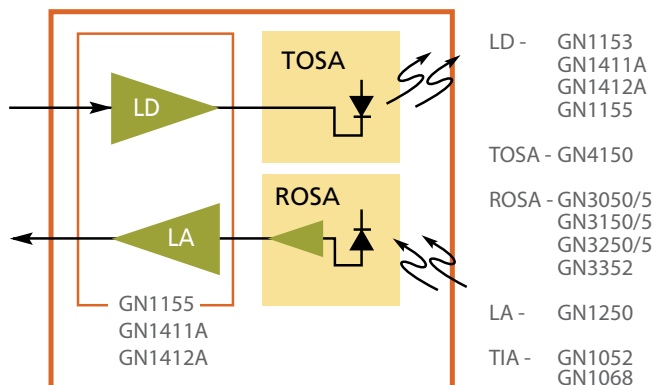 TOSA
LD
ROSA
LA
GN1155
GN1411A
GN1412A
LD - GN1153
GN1411A
GN1412A
GN1155
TOSA - GN4150
ROSA - GN3050/5
GN3150/5
GN3250/5
GN3352
LA - GN1250
TIA - GN1052
GN1068